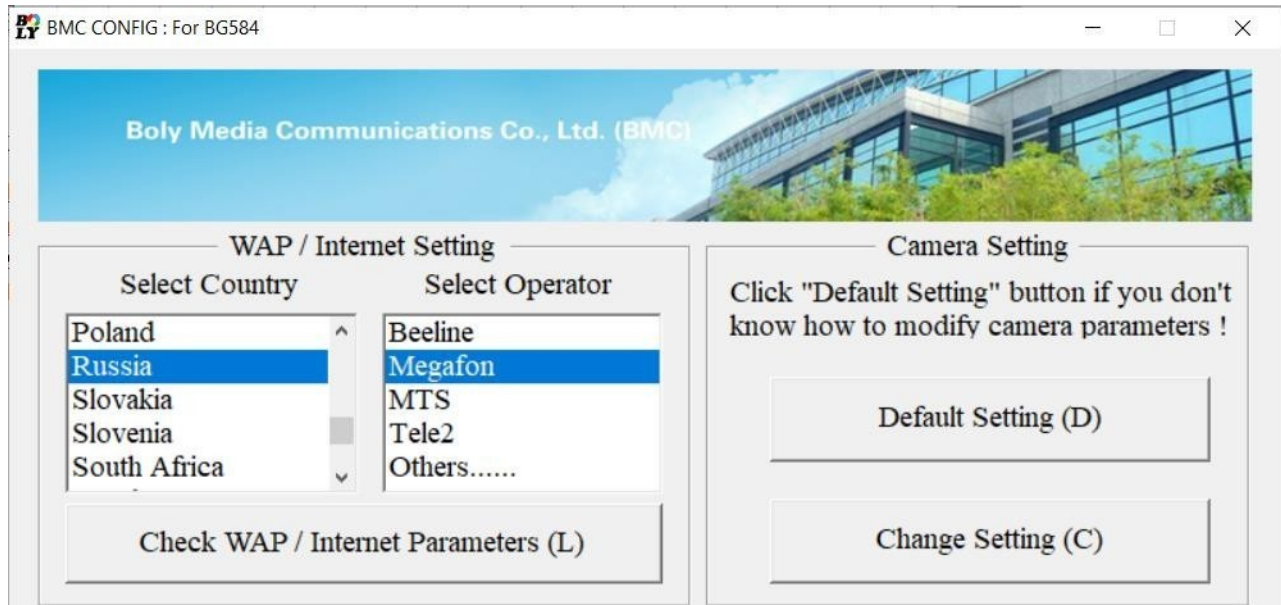 BOLY BMC CONFIG : For BG584
Boly Media Communications Co., Ltd. (BMC)
WAP / Internet Setting
Select Country
Select Operator
Poland
Russia
Slovakia
Slovenia
South Africa
Beeline
Megafon
MTS
Tele2
Others......
Check WAP / Internet Parameters (L)
Camera Setting
Click "Default Setting" button if you don't
know how to modify camera parameters !
Default Setting (D)
Change Setting (C)